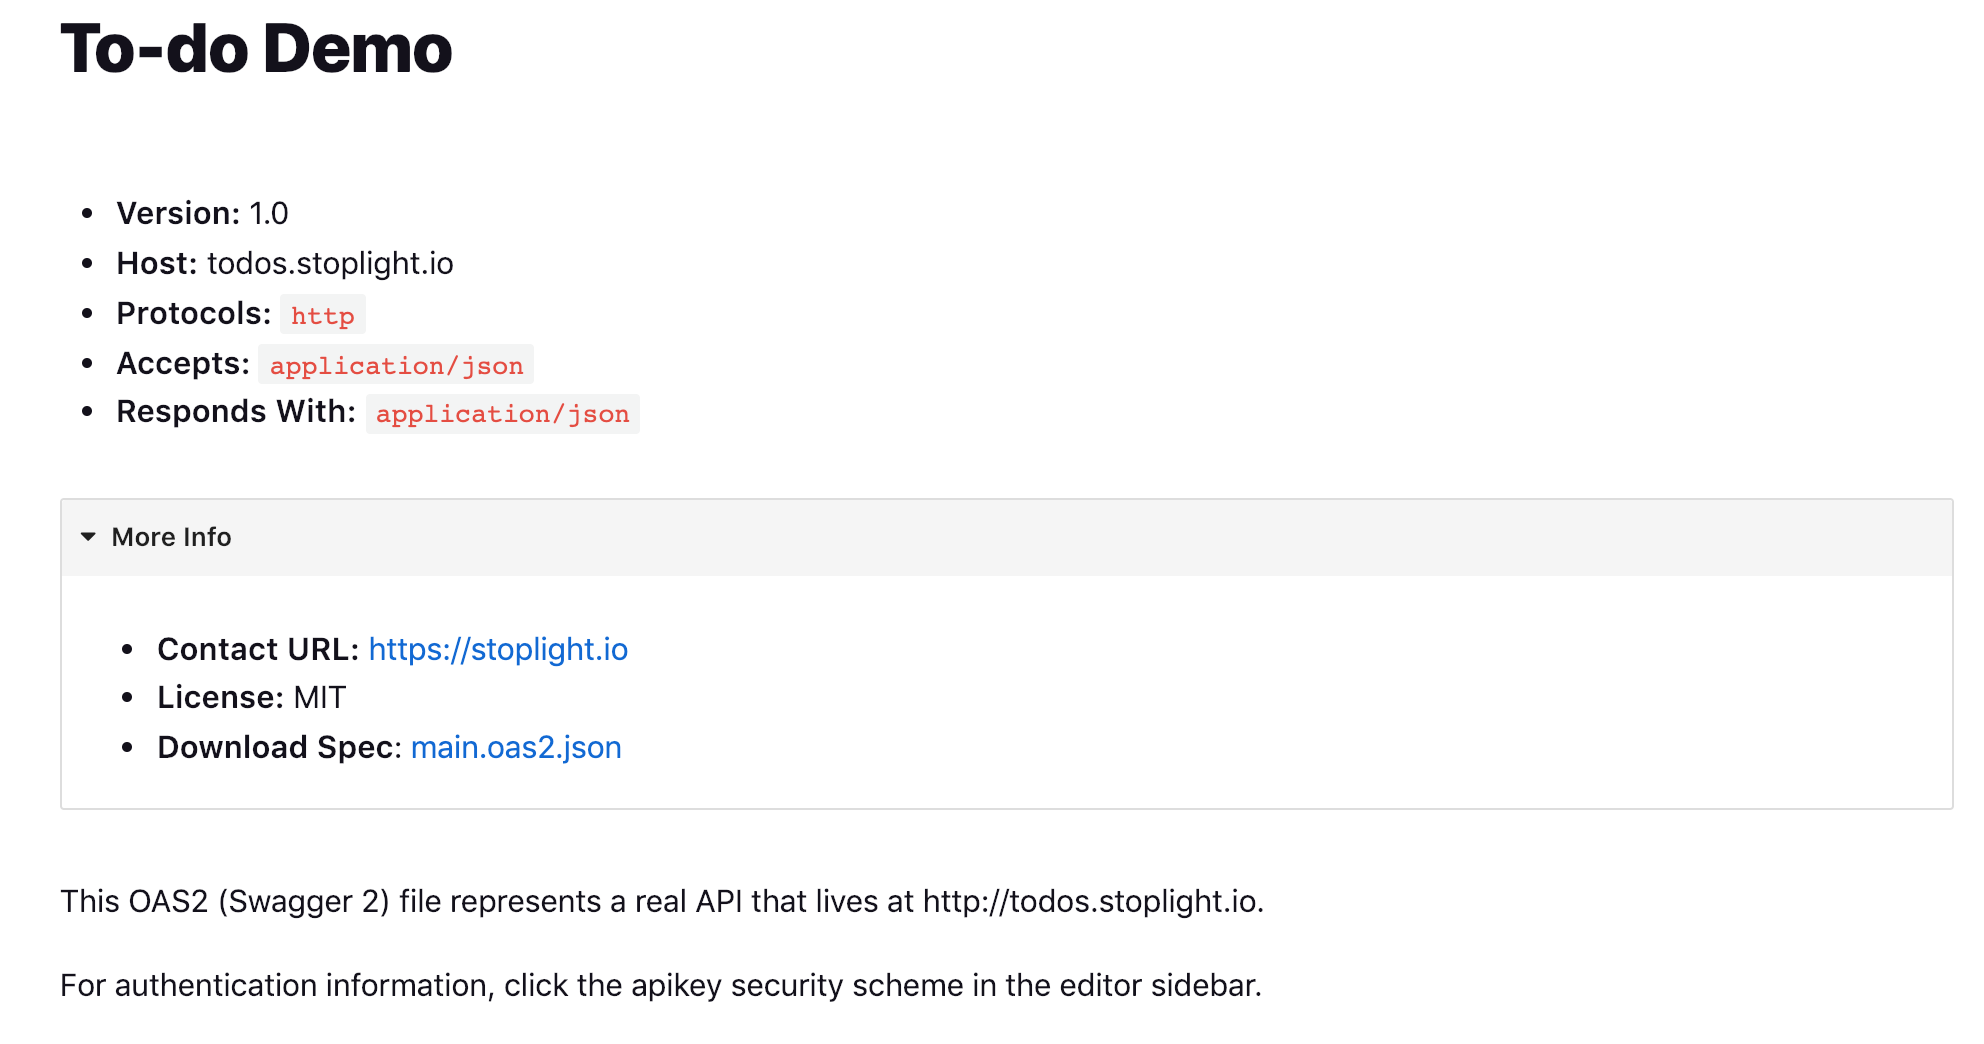 To-do Demo
Version: 1.0
Host: todos.stoplight.io
Protocols: http
Accepts: application/json
Responds With: application/json
More Info
Contact URL: https://stoplight.io
License: MIT
Download Spec: main.oas2.json
This OAS2 (Swagger 2) file represents a real API that lives at http://todos.stoplight.io.
For authentication information, click the apikey security scheme in the editor sidebar.